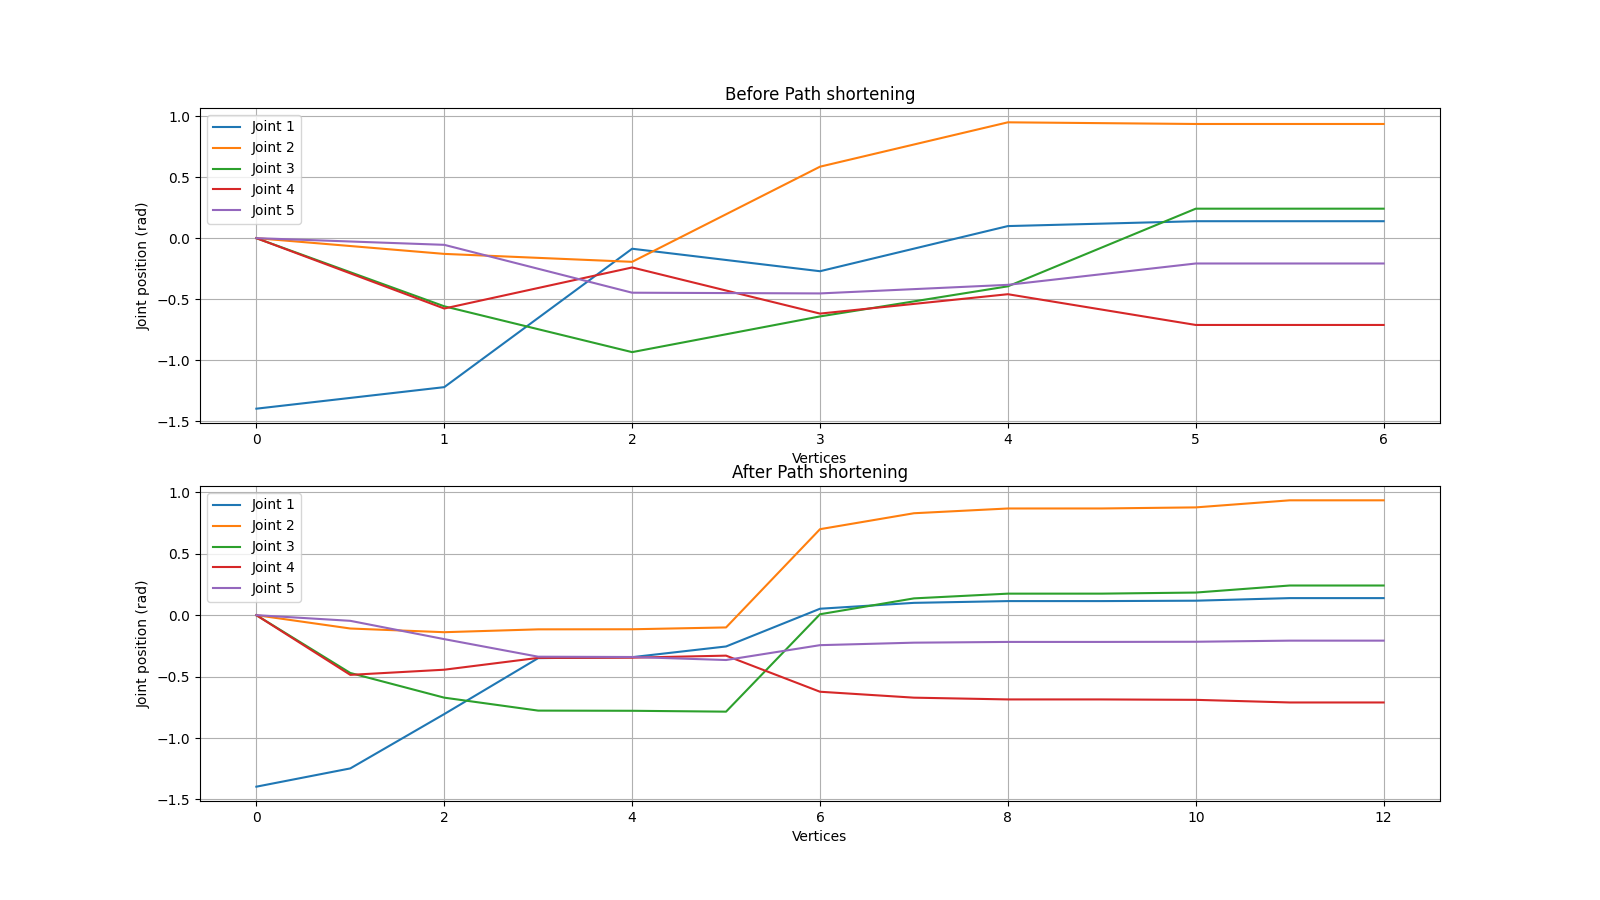 Before Path shortening
1.0
0.5
0.0
−0.5
−1.0
−1.5
Joint position (rad)
Joint 1
Joint 2
Joint 3
Joint 4
Joint 5
0 1 2 3 4 5 6
Vertices
After Path shortening
1.0
0.5
0.0
−0.5
−1.0
−1.5
Joint position (rad)
Joint 1
Joint 2
Joint 3
Joint 4
Joint 5
0 2 4 6 8 10 12
Vertices